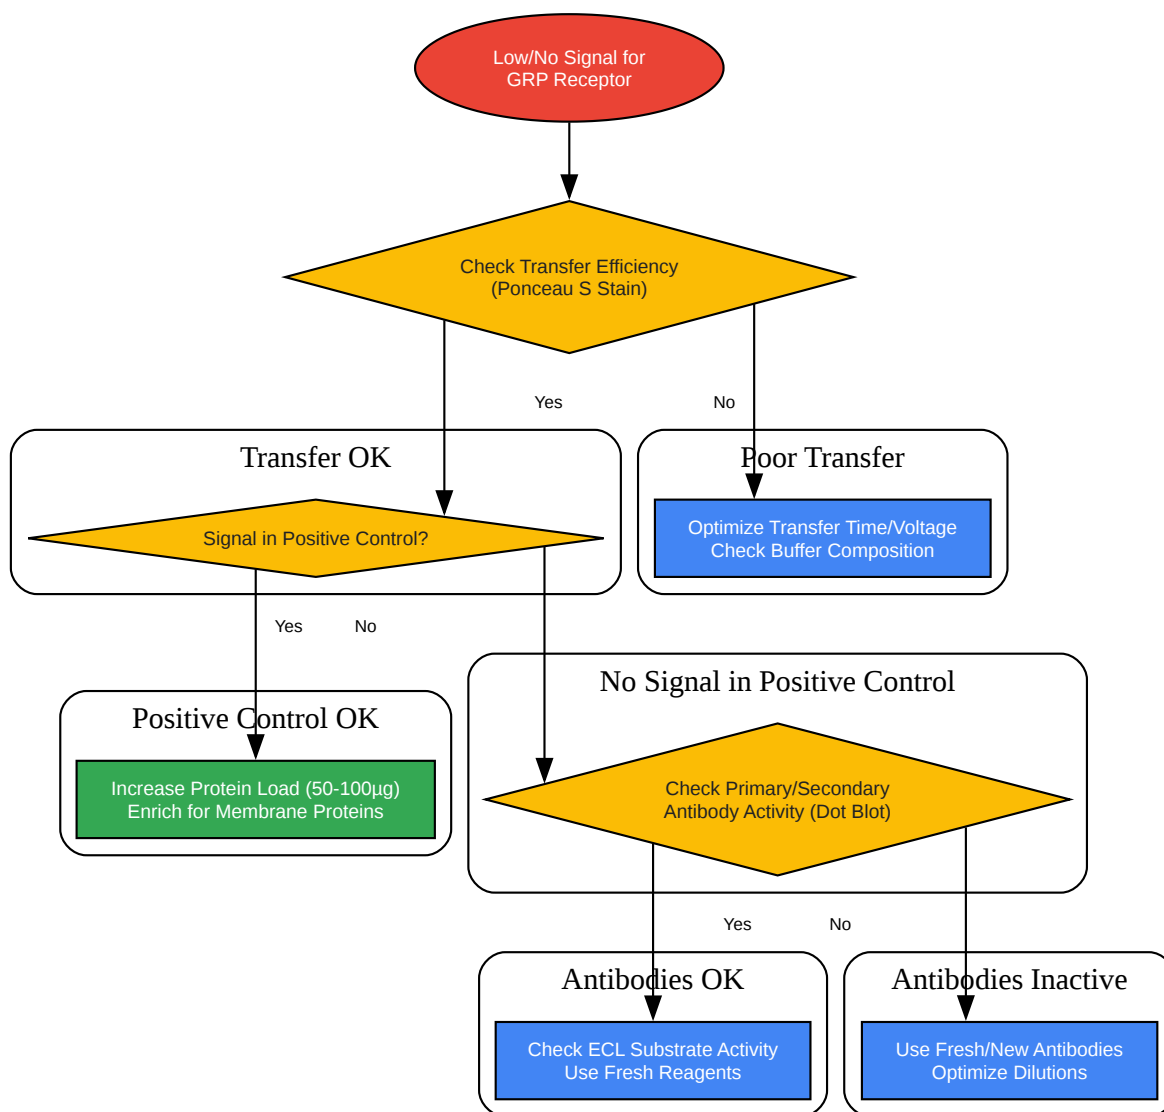 Low/No Signal for
GRP Receptor
Check Transfer Efficiency
(Ponceau S Stain)
Yes
No
Transfer OK
Poor Transfer
Signal in Positive Control?
Optimize Transfer Time/Voltage
Check Buffer Composition
Yes
No
Positive Control OK
No Signal in Positive Control
Increase Protein Load (50-100µg)
Enrich for Membrane Proteins
Check Primary/Secondary
Antibody Activity (Dot Blot)
Yes
No
Antibodies OK
Antibodies Inactive
Check ECL Substrate Activity
Use Fresh Reagents
Use Fresh/New Antibodies
Optimize Dilutions